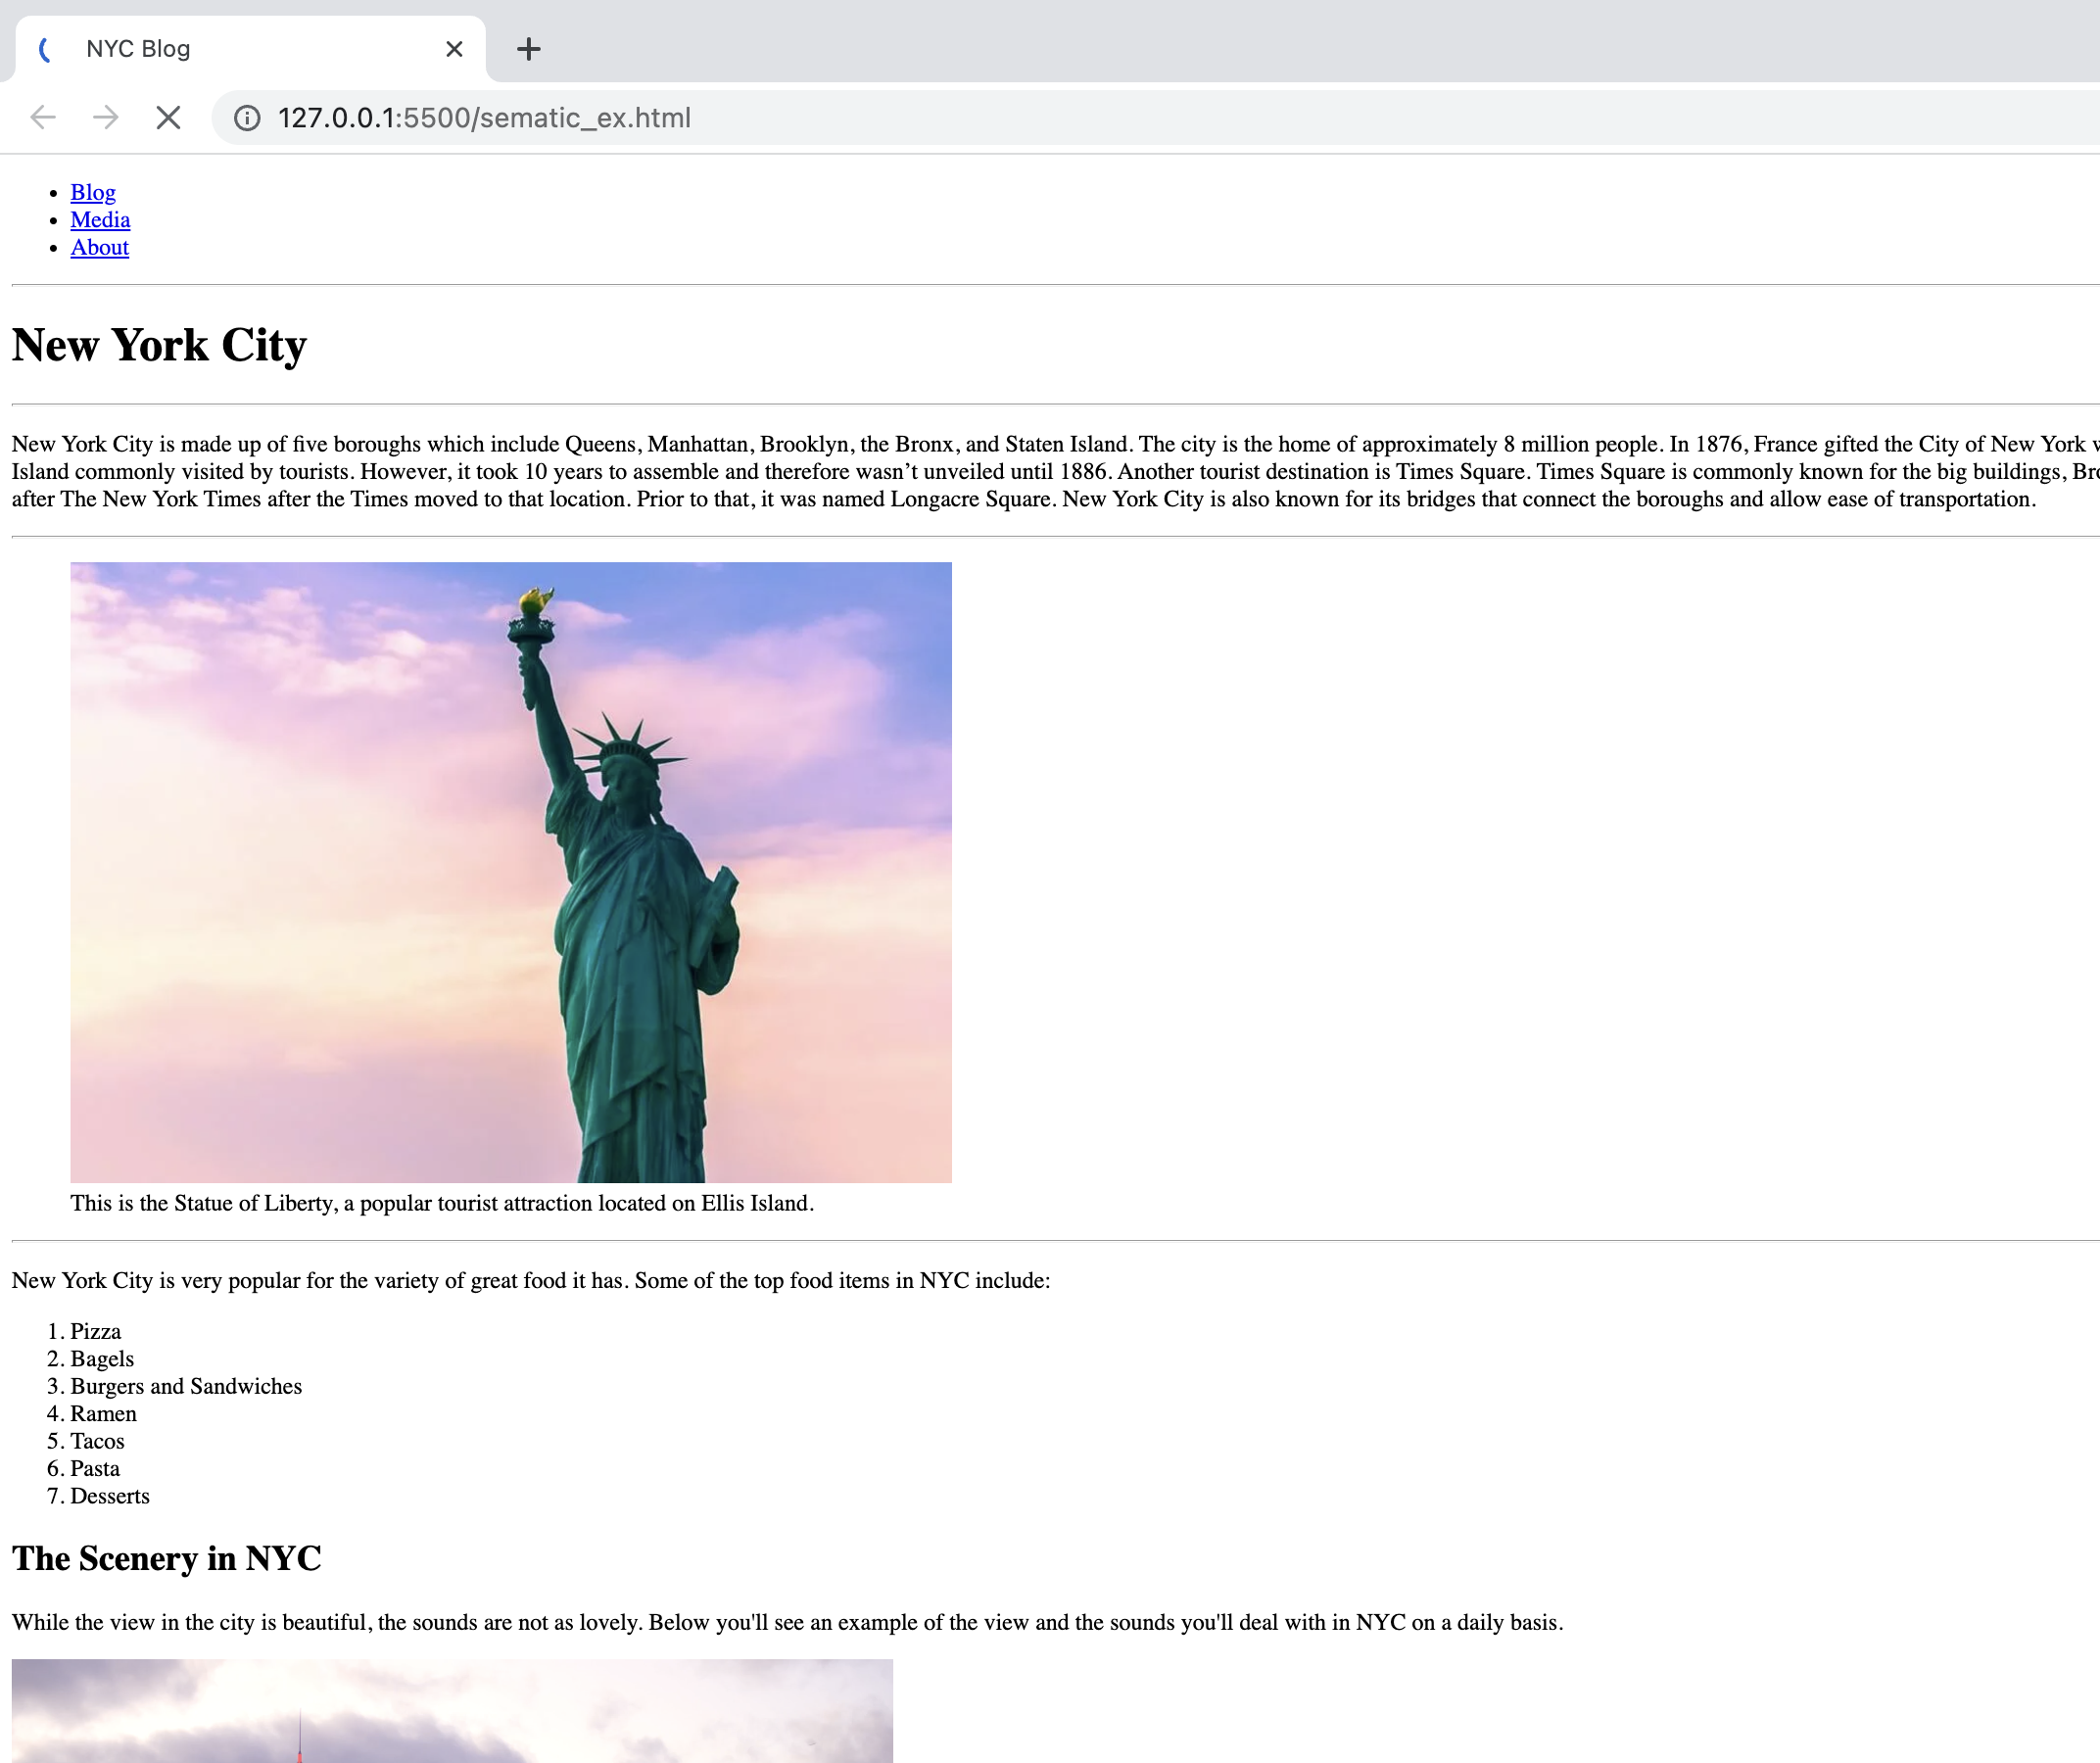 NYC Blog
127.0.0.1:5500/sematic_ex.html
Blog
Media
About
New York City
New York City is made up of five boroughs which include Queens, Manhattan, Brooklyn, the Bronx, and Staten Island. The city is the home of approximately 8 million people. In 1876, France gifted the City of New York
Island commonly visited by tourists. However, it took 10 years to assemble and therefore wasn’t unveiled until 1886. Another tourist destination is Times Square. Times Square is commonly known for the big buildings,
after The New York Times after the Times moved to that location. Prior to that, it was named Longacre Square. New York City is also known for its bridges that connect the boroughs and allow ease of transportation.
This is the Statue of Liberty, a popular tourist attraction located on Ellis Island.
New York City is very popular for the variety of great food it has. Some of the top food items in NYC include:
1. Pizza
2. Bagels
3. Burgers and Sandwiches
4. Ramen
5. Tacos
6. Pasta
7. Desserts
The Scenery in NYC
While the view in the city is beautiful, the sounds are not as lovely. Below you'll see an example of the view and the sounds you'll deal with in NYC on a daily basis.